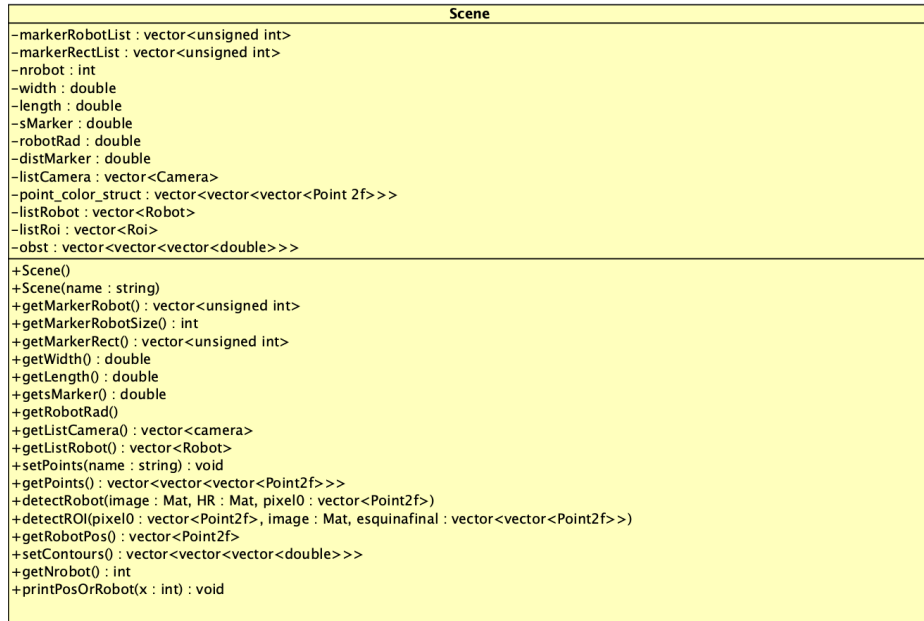 Scene
-markerRobotList : vector<unsigned int>
-markerRectList : vector<unsigned int>
-nrobot : int
-width : double
-length : double
-sMarker : double
-robotRad : double
-distMarker : double
-listCamera : vector<Camera>
-point_color_struct : vector<vector<vector<Point 2f>>>
-listRobot : vector<Robot>
-listRoi : vector<Roi>
-obst : vector<vector<vector<double>>>
+Scene()
+Scene(name : string)
+getMarkerRobot() : vector<unsigned int>
+getMarkerRobotSize() : int
+getMarkerRect() : vector<unsigned int>
+getWidth() : double
+getLength() : double
+getsMarker() : double
+getRobotRad()
+getListCamera() : vector<camera>
+getListRobot() : vector<Robot>
+setPoints(name : string) : void
+getPoints() : vector<vector<vector<Point2f>>>
+detectRobot(image : Mat, HR : Mat, pixel0 : vector<Point2f>)
+detectROI(pixel0 : vector<Point2f>, image : Mat, esquinafinal : vector<vector<Point2f>>)
+getRobotPos() : vector<Point2f>
+setContours() : vector<vector<vector<double>>>
+getNrobot() : int
+printPosOrRobot(x : int) : void